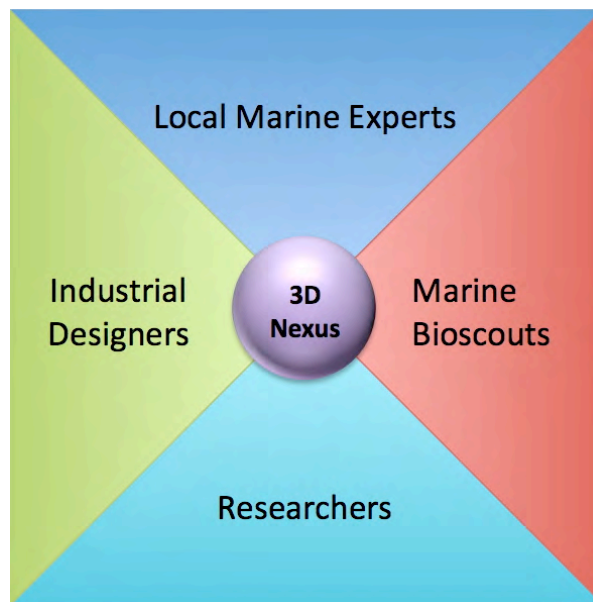 Local Marine Experts
Industrial
Designers
3D
Nexus
Marine
Bioscouts
Researchers